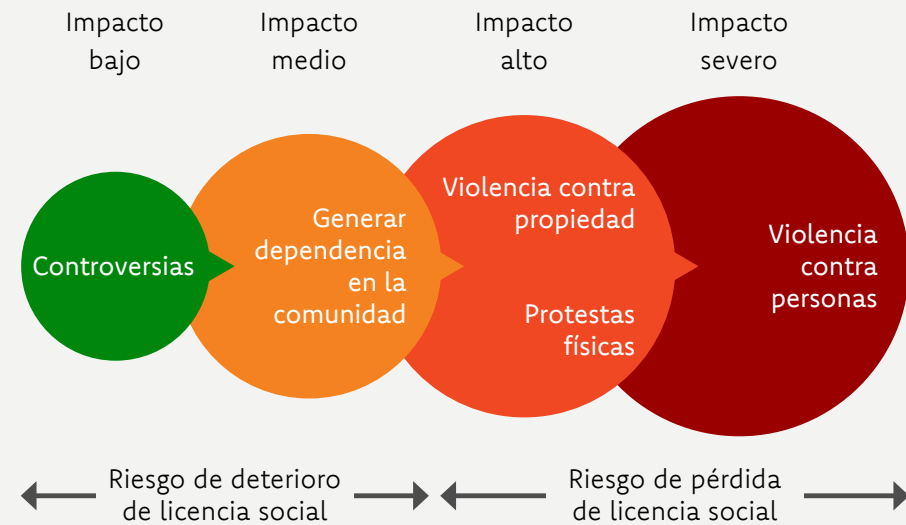 Impacto
bajo
Impacto
medio
Impacto
alto
Impacto
severo
Controversias
Generar
dependencia
en la
comunidad
Violencia contra
propiedad
Protestas
físicas
Violencia
contra
personas
Riesgo de deterioro
de licencia social
Riesgo de pérdida
de licencia social